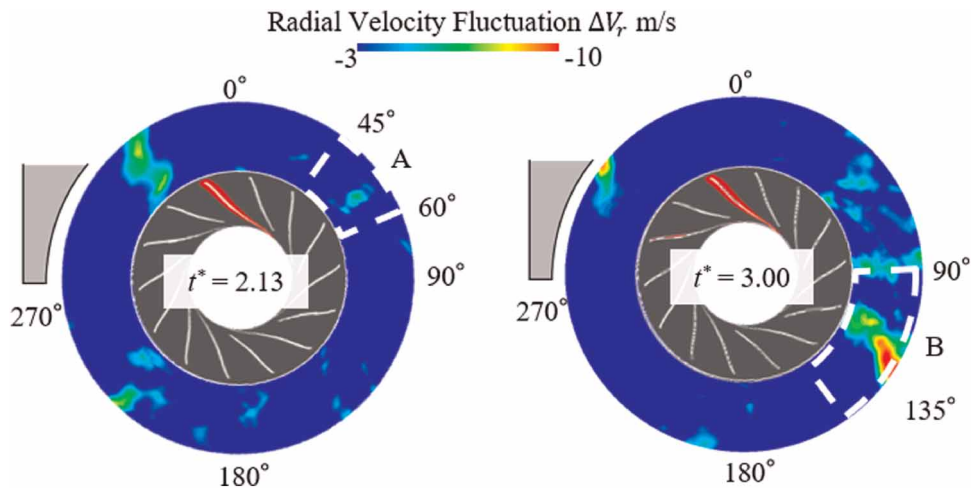 Radial Velocity Fluctuation ΔVr m/s
-3 -10
0°
45°
A
60°
90°
270°
180°
t* = 2.13
0°
90°
B
135°
270°
180°
t* = 3.00